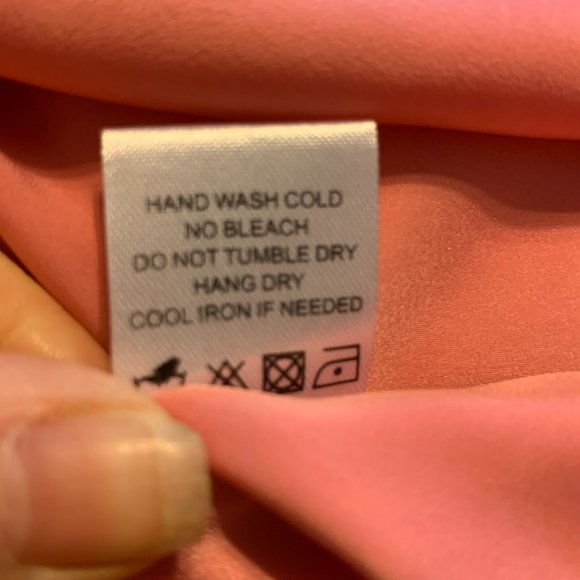 HAND WASH COLD
NO BLEACH
DO NOT TUMBLE DRY
HANG DRY
COOL IRON IF NEEDED